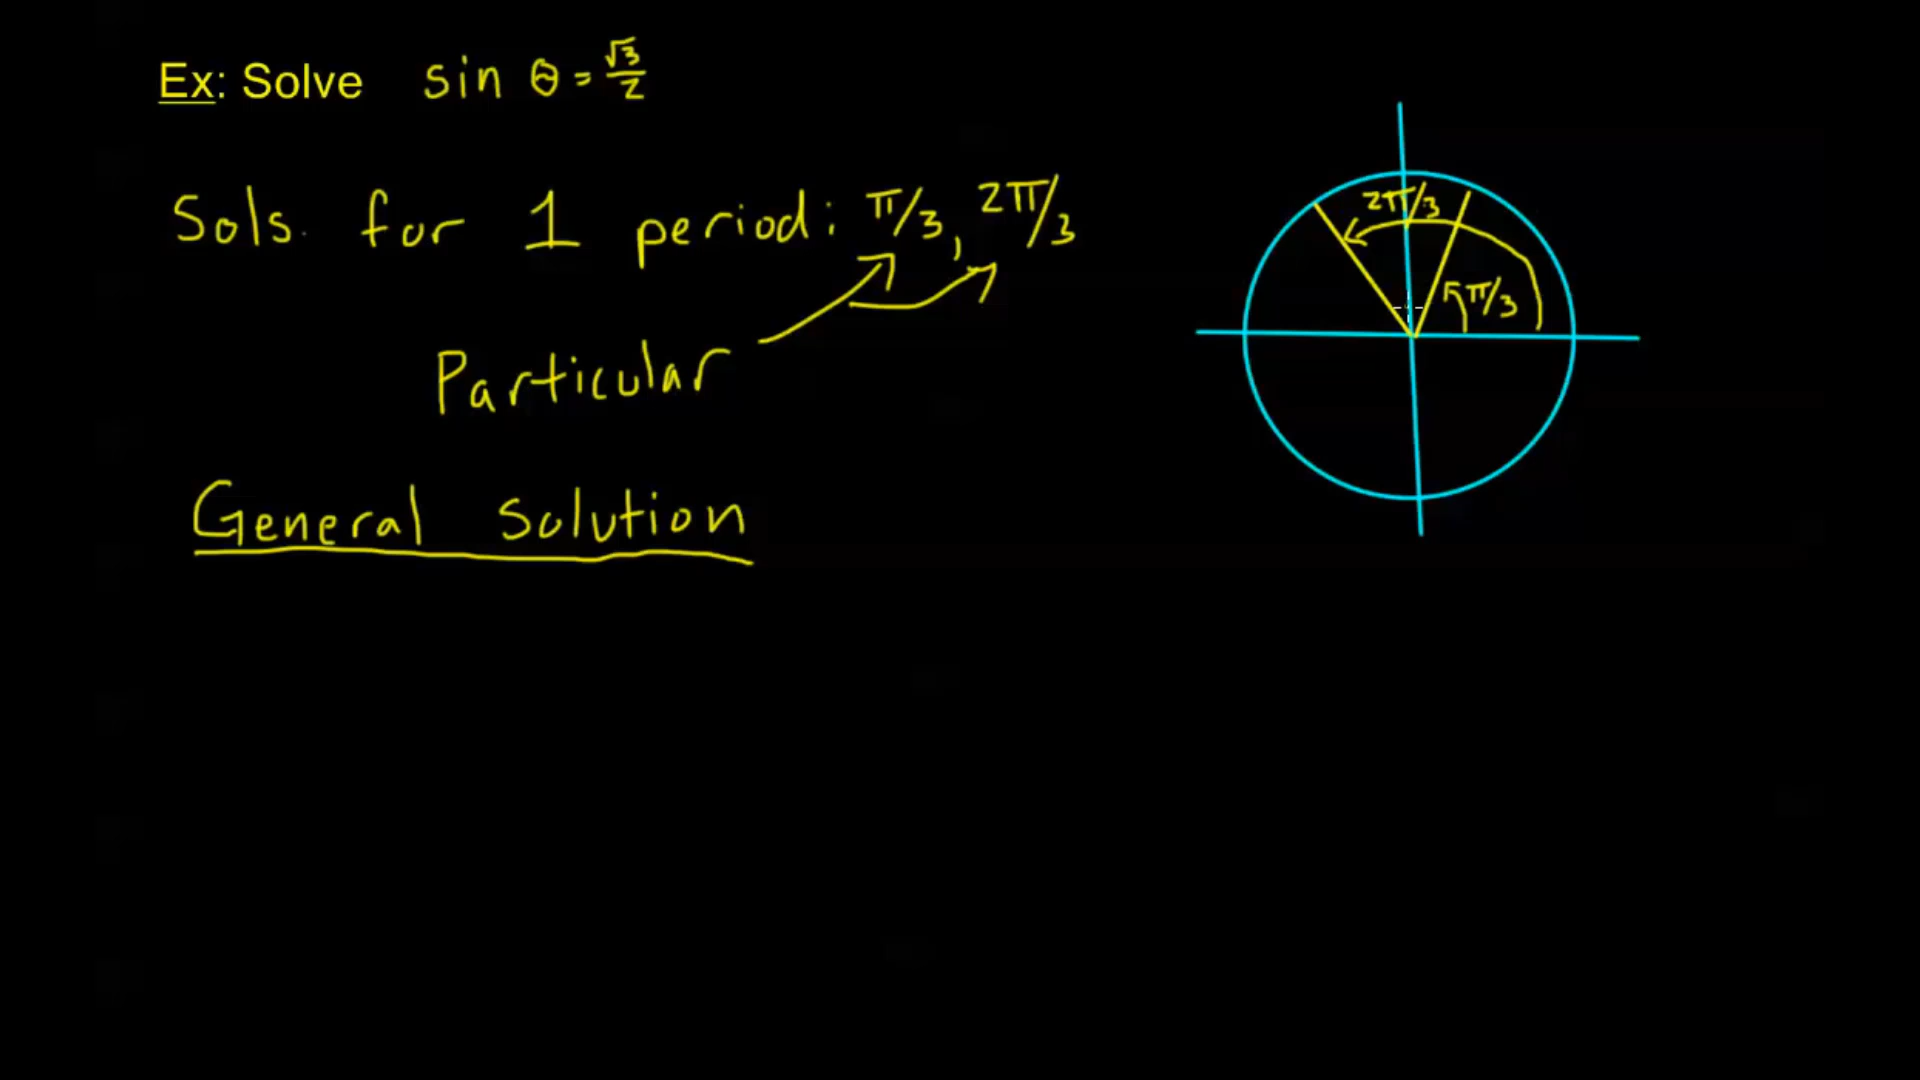 Ex: Solve sin θ = √3/2
Sols. for 1 period: π/3, 2π/3
Particular
General Solution
2π/3
π/3